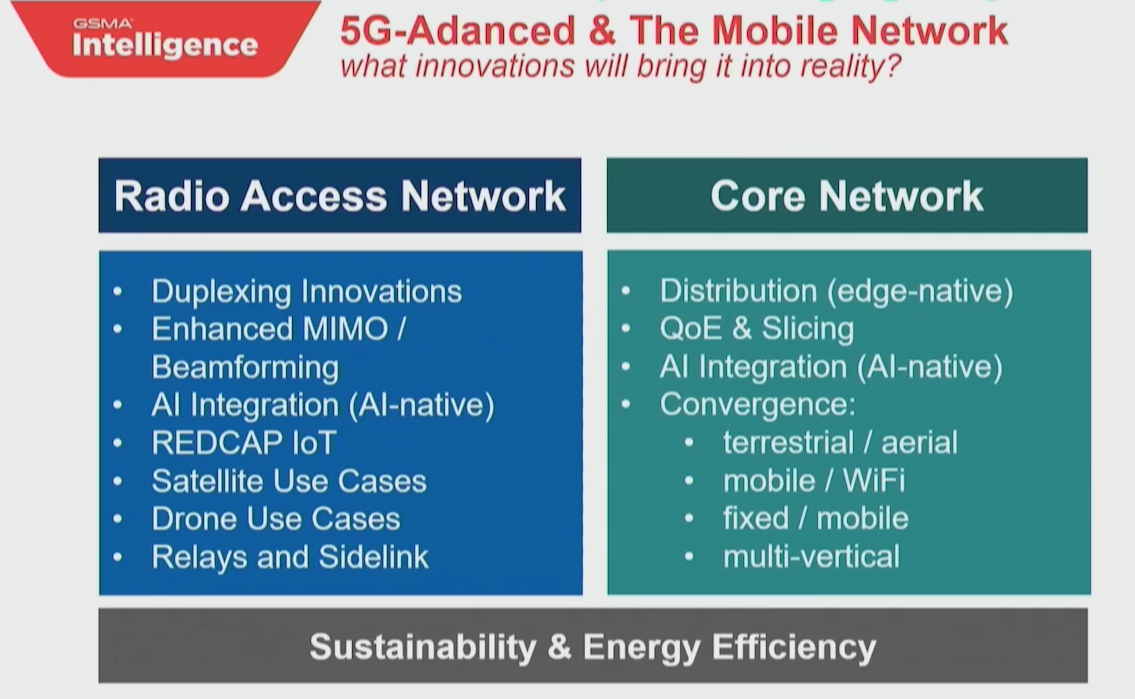 GSMA
Intelligence
5G-Adanced & The Mobile Network
what innovations will bring it into reality?
Radio Access Network
• Duplexing Innovations
• Enhanced MIMO /
Beamforming
• AI Integration (AI-native)
• REDCAP IoT
• Satellite Use Cases
• Drone Use Cases
• Relays and Sidelink
Core Network
• Distribution (edge-native)
• QoE & Slicing
• AI Integration (AI-native)
• Convergence:
• terrestrial / aerial
• mobile / WiFi
• fixed / mobile
• multi-vertical
Sustainability & Energy Efficiency